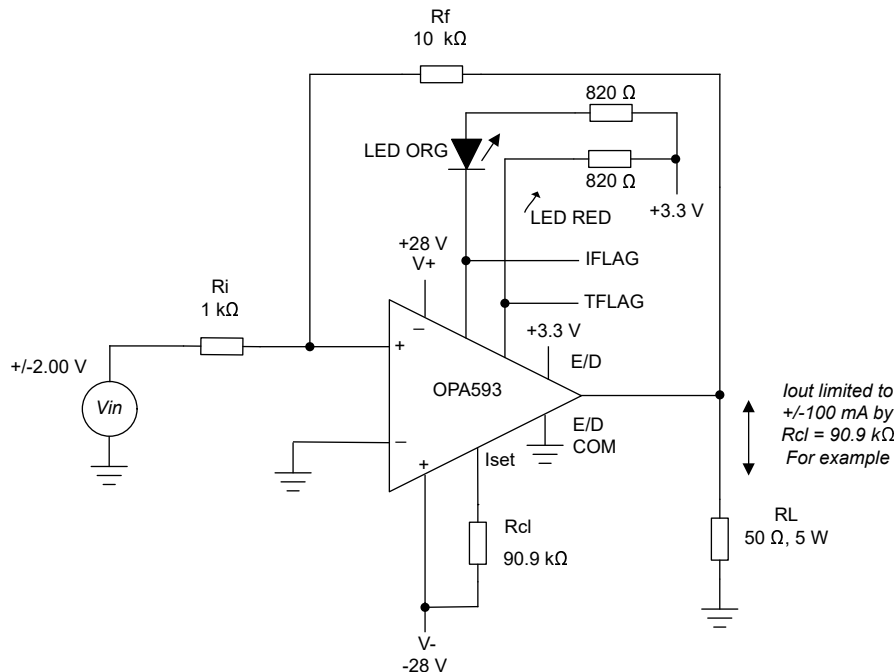 Rf
10 kΩ
820 Ω
LED ORG
820 Ω
LED RED
+3.3 V
+28 V
V+
IFLAG
Ri
1 kΩ
TFLAG
−
+3.3 V
+
E/D
+/-2.00 V
OPA593
Vin
Iout limited to
+/-100 mA by
Rcl = 90.9 kΩ
For example
−
E/D
COM
+
Iset
Rcl
90.9 kΩ
RL
50 Ω, 5 W
V-
-28 V